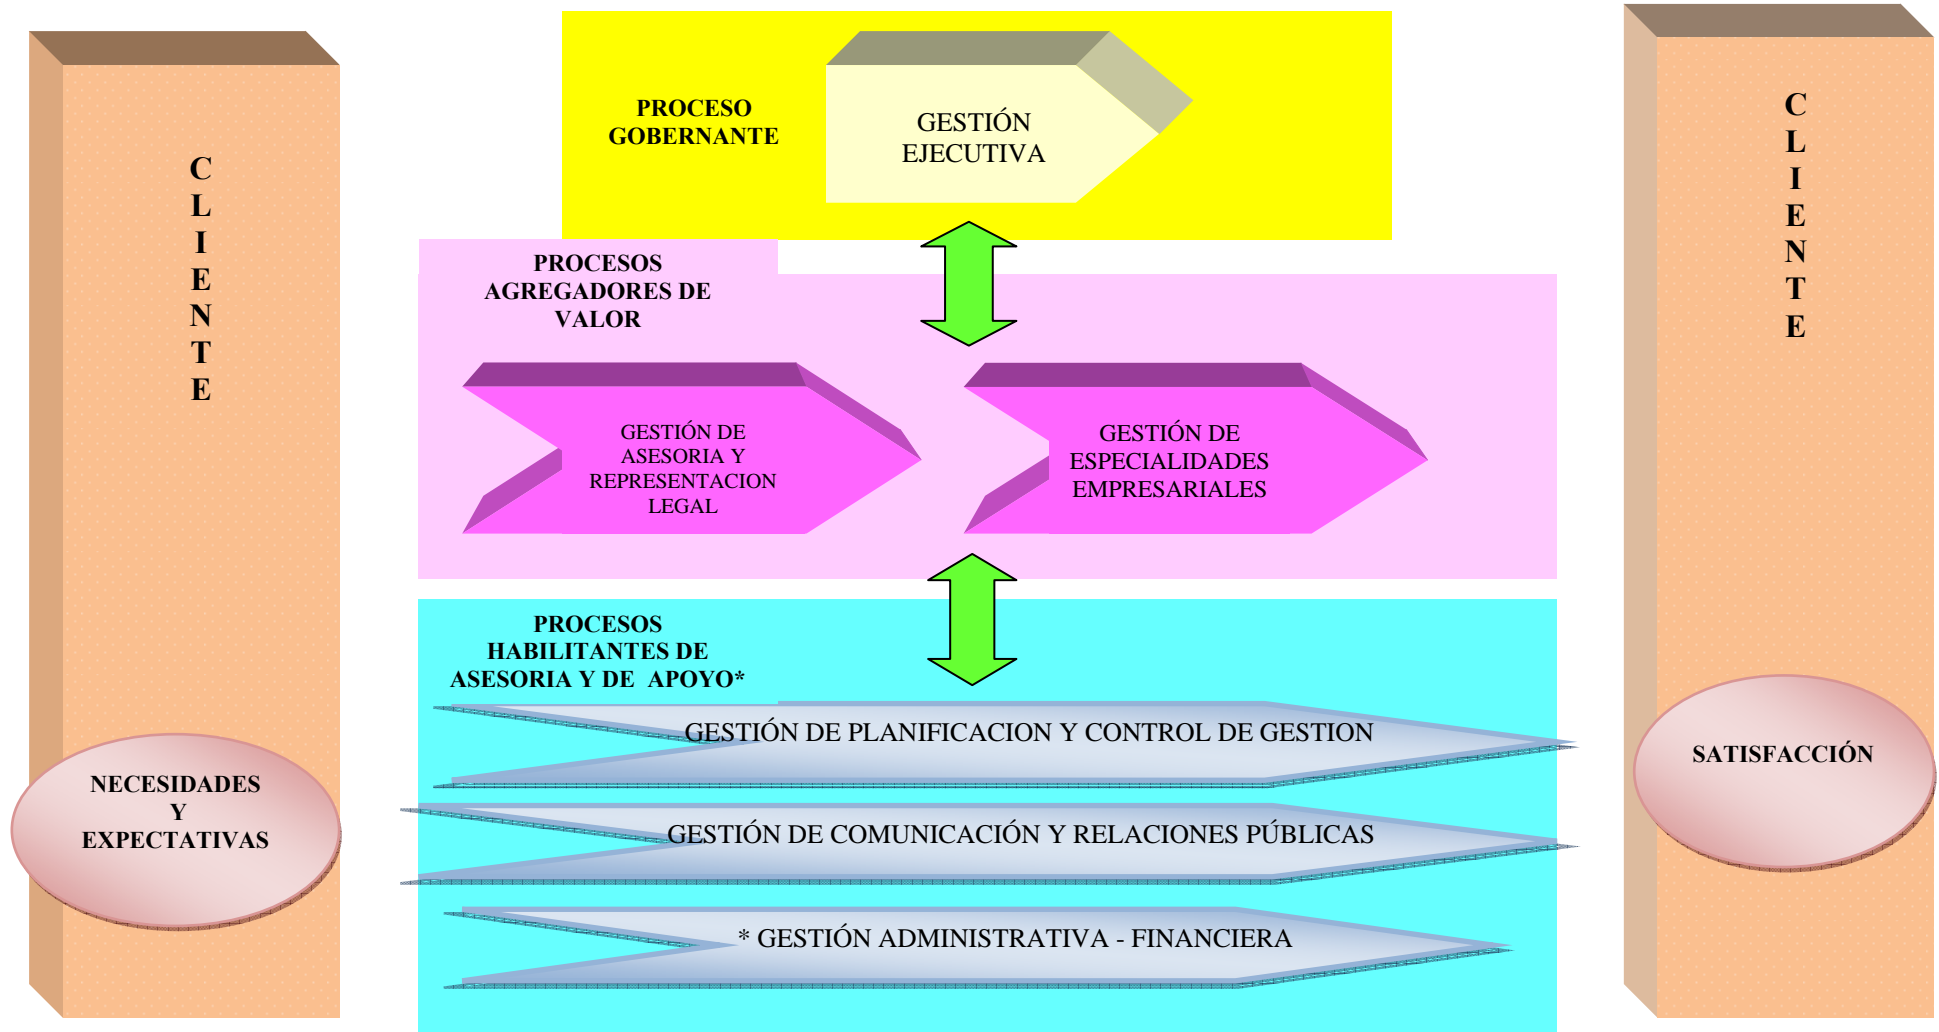 C
L
I
E
N
T
E
NECESIDADES
Y
EXPECTATIVAS
PROCESO
GOBERNANTE
GESTIÓN
EJECUTIVA
PROCESOS
AGREGADORES DE
VALOR
GESTIÓN DE
ASESORIA Y
REPRESENTACION
LEGAL
GESTIÓN DE
ESPECIALIDADES
EMPRESARIALES
PROCESOS
HABILITANTES DE
ASESORIA Y DE APOYO*
GESTIÓN DE PLANIFICACION Y CONTROL DE GESTION
GESTIÓN DE COMUNICACIÓN Y RELACIONES PÚBLICAS
* GESTIÓN ADMINISTRATIVA - FINANCIERA
C
L
I
E
N
T
E
SATISFACCIÓN